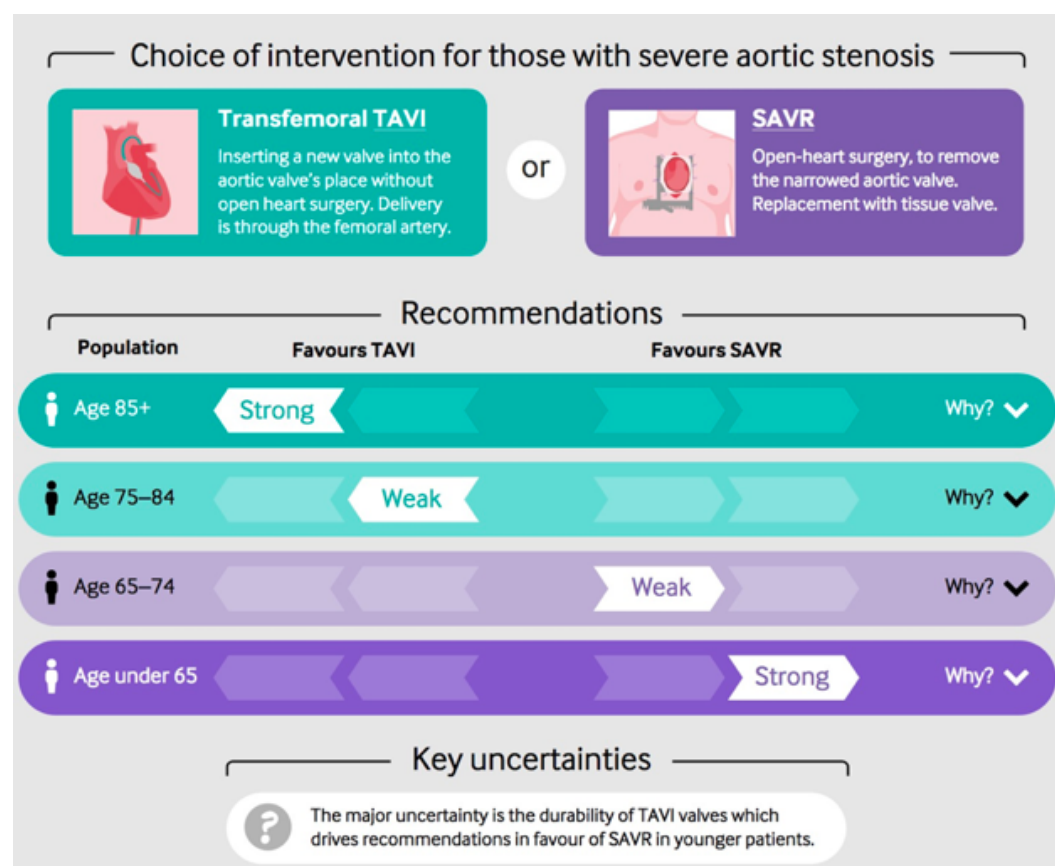 Choice of intervention for those with severe aortic stenosis
Transfemoral TAVI
Inserting a new valve into the
aortic valve's place without
open heart surgery. Delivery
is through the femoral artery.
or
SAVR
Open-heart surgery, to remove
the narrowed aortic valve.
Replacement with tissue valve.
Recommendations
Population Favours TAVI Favours SAVR
Age 85+ Strong Why?
Age 75–84 Weak Why?
Age 65–74 Weak Why?
Age under 65 Strong Why?
Key uncertainties
?
The major uncertainty is the durability of TAVI valves which
drives recommendations in favour of SAVR in younger patients.